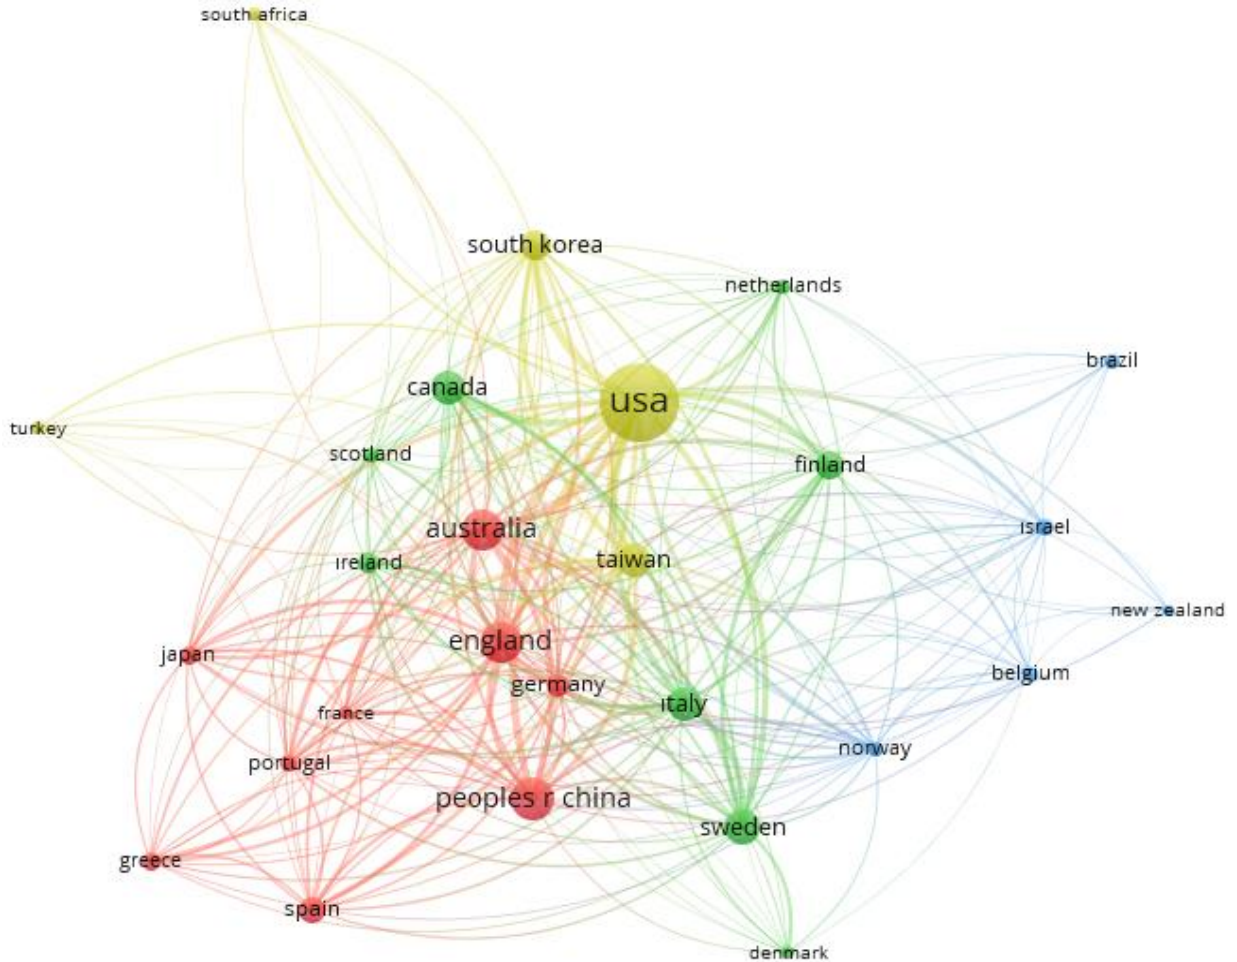 south africa
south korea
netherlands
brazil
canada
usa
turkey
scotland
finland
australia
israel
ireland
taiwan
new zealand
england
japan
belgium
germany
italy
france
norway
portugal
peoples r china
sweden
greece
spain
denmark